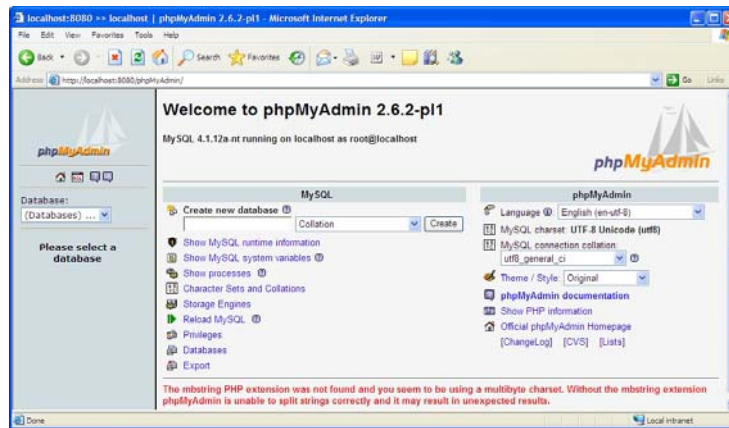 localhost:8080 >> localhost | phpMyAdmin 2.6.2-pl1 - Microsoft Internet Explorer
File Edit View Favorites Tools Help
Back Search Favorites
Address http://localhost:8080/phpMyAdmin/ Go Links
phpMyAdmin
Database:
(Databases) ...
Please select a
database
Welcome to phpMyAdmin 2.6.2-pl1
MySQL 4.1.12a-nt running on localhost as root@localhost
phpMyAdmin
MySQL
Create new database
Collation Create
Show MySQL runtime information
Show MySQL system variables
Show processes
Character Sets and Collations
Storage Engines
Reload MySQL
Privileges
Databases
Export
phpMyAdmin
Language: English (en-utf-8)
MySQL charset: UTF-8 Unicode (utf8)
MySQL connection collation:
utf8_general_ci
Theme / Style: Original
phpMyAdmin documentation
Show PHP information
Official phpMyAdmin Homepage
[ChangeLog] [CVS] [Lists]
The mbstring PHP extension was not found and you seem to be using a multibyte charset. Without the mbstring extension
phpMyAdmin is unable to split strings correctly and it may result in unexpected results.
Done
Local intranet